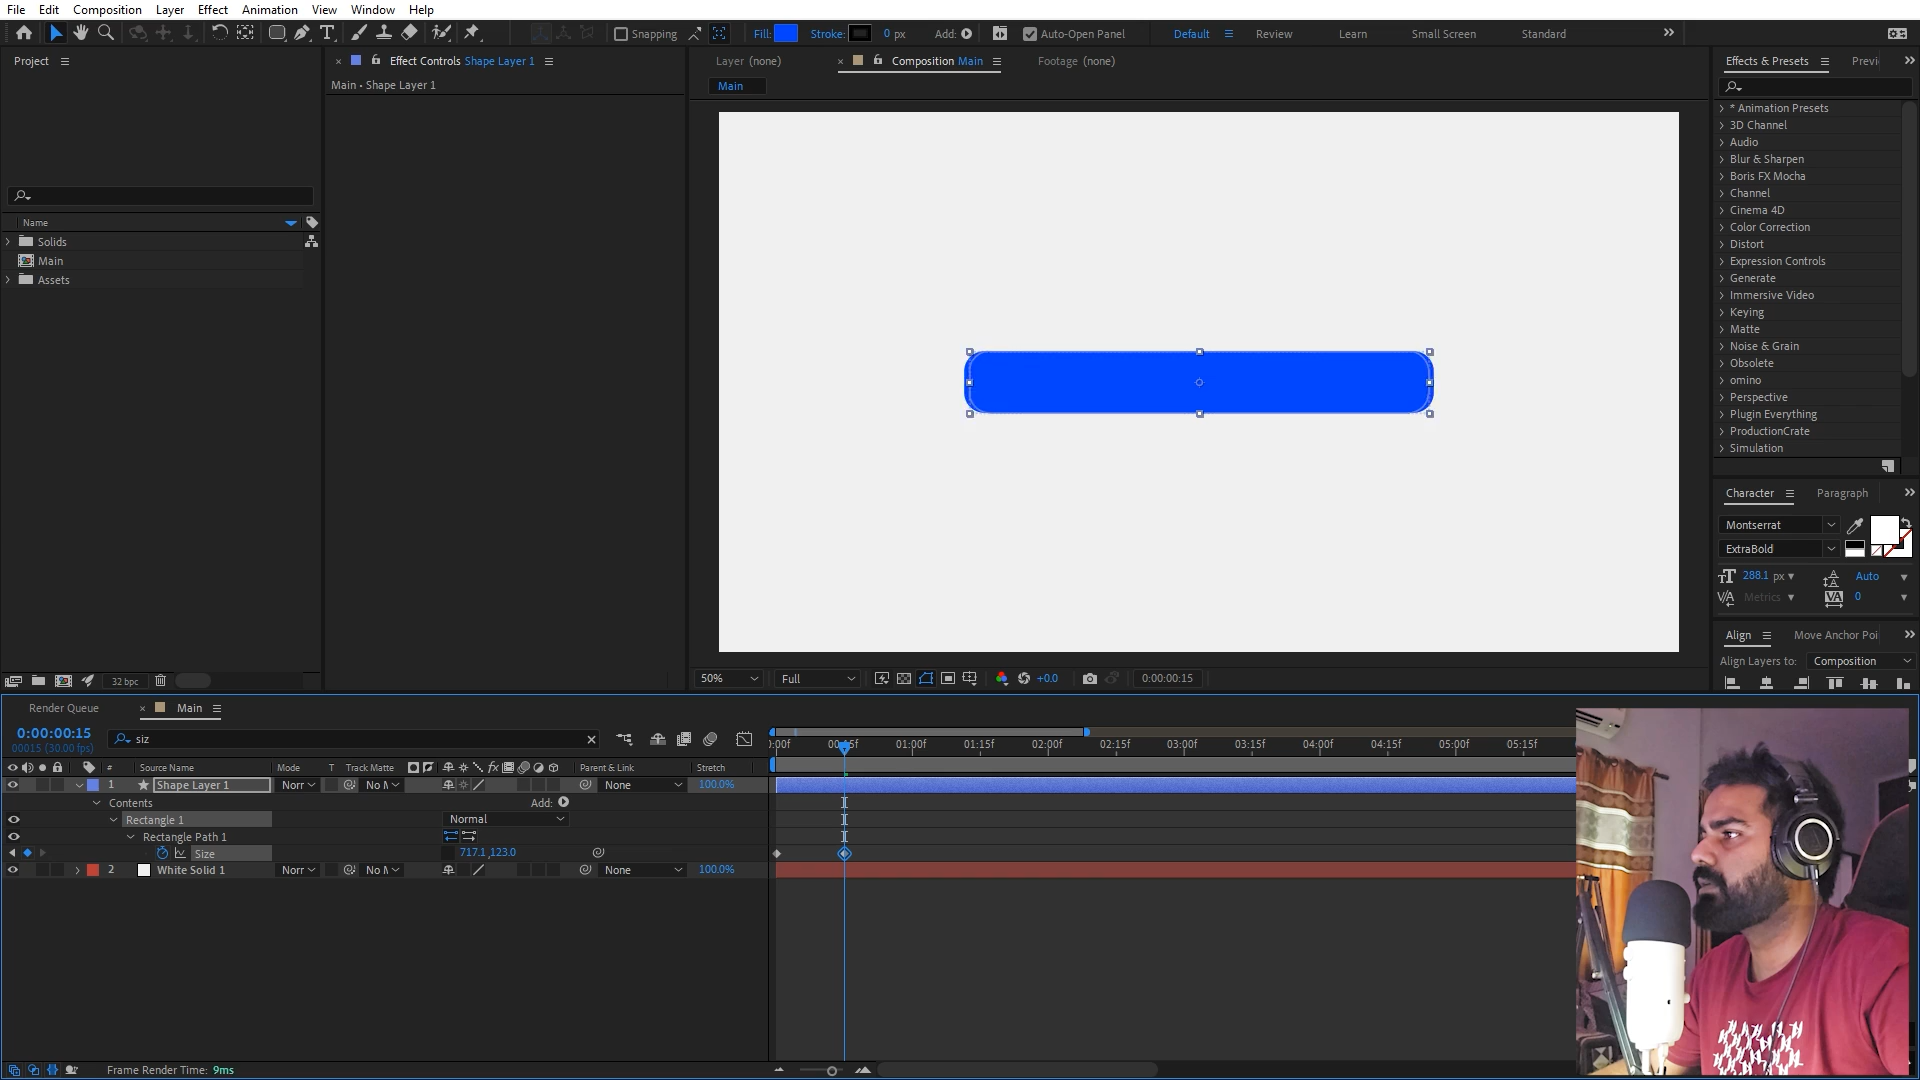 File Edit Composition Layer Effect Animation View Window Help
Snapping Fill: Stroke: 0 px Add: Auto-Open Panel Default Review Learn Small Screen Standard
Project
Effect Controls Shape Layer 1
Main • Shape Layer 1
Layer (none) Composition Main Footage (none)
Main
Effects & Presets Previ
* Animation Presets
3D Channel
Audio
Blur & Sharpen
Boris FX Mocha
Channel
Cinema 4D
Color Correction
Distort
Expression Controls
Generate
Immersive Video
Keying
Matte
Noise & Grain
Obsolete
omino
Perspective
Plugin Everything
ProductionCrate
Simulation
Name
Solids
Main
Assets
32 bpc
50% Full +0.0 0:00:00:15
Character Paragraph
Montserrat
ExtraBold
288.1 px Auto
Metrics 0
Align Move Anchor Poi
Align Layers to: Composition
Render Queue Main
0:00:00:15
00015 (30.00 fps)
siz
:00f 00:15f 01:00f 01:15f 02:00f 02:15f 03:00f 03:15f 04:00f 04:15f 05:00f 05:15f
# Source Name Mode T Track Matte Parent & Link Stretch
1 Shape Layer 1 Norr No M None 100.0%
Contents Add:
Rectangle 1 Normal
Rectangle Path 1
Size 717.1,123.0
2 White Solid 1 Norr No M None 100.0%
Frame Render Time: 9ms